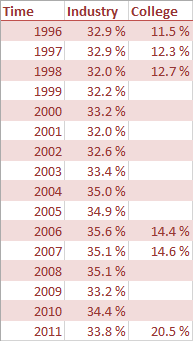 Time Industry College
1996 32.9 % 11.5 %
1997 32.9 % 12.3 %
1998 32.0 % 12.7 %
1999 32.2 %
2000 33.2 %
2001 32.0 %
2002 32.6 %
2003 33.4 %
2004 35.0 %
2005 34.9 %
2006 35.6 % 14.4 %
2007 35.1 % 14.6 %
2008 35.1 %
2009 33.2 %
2010 34.4 %
2011 33.8 % 20.5 %